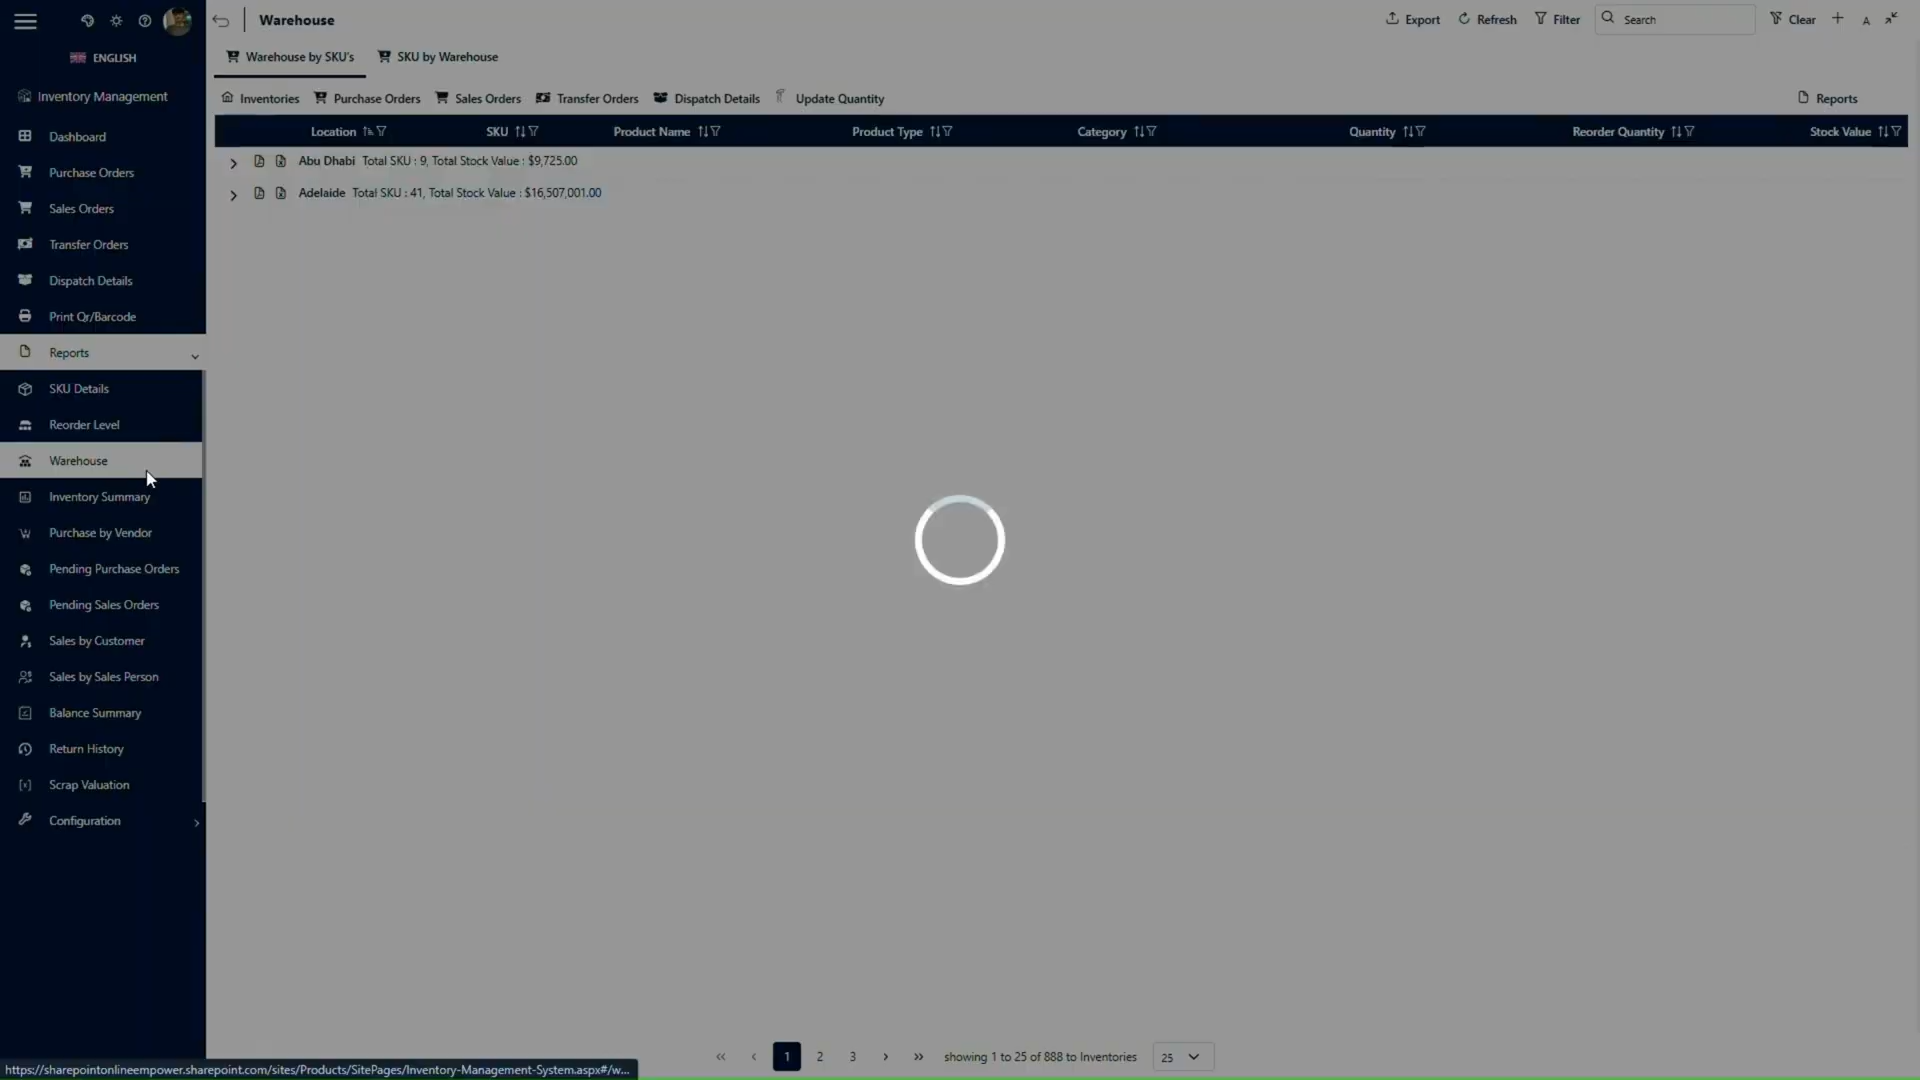 Warehouse
Export
Refresh
Filter
Search
Clear
A
ENGLISH
Warehouse by SKU's
SKU by Warehouse
Inventory Management
Inventories
Purchase Orders
Sales Orders
Transfer Orders
Dispatch Details
Update Quantity
Reports
Location
SKU
Product Name
Product Type
Category
Quantity
Reorder Quantity
Stock Value
Abu Dhabi Total SKU : 9, Total Stock Value : $9,725.00
Adelaide Total SKU : 41, Total Stock Value : $16,507,001.00
Dashboard
Purchase Orders
Sales Orders
Transfer Orders
Dispatch Details
Print Qr/Barcode
Reports
SKU Details
Reorder Level
Warehouse
Inventory Summary
Purchase by Vendor
Pending Purchase Orders
Pending Sales Orders
Sales by Customer
Sales by Sales Person
Balance Summary
Return History
Scrap Valuation
Configuration
« ‹ 1 2 3 › » showing 1 to 25 of 888 to Inventories 25
https://sharepointonlineempower.sharepoint.com/sites/Products/SitePages/Inventory-Management-System.aspx#/w...